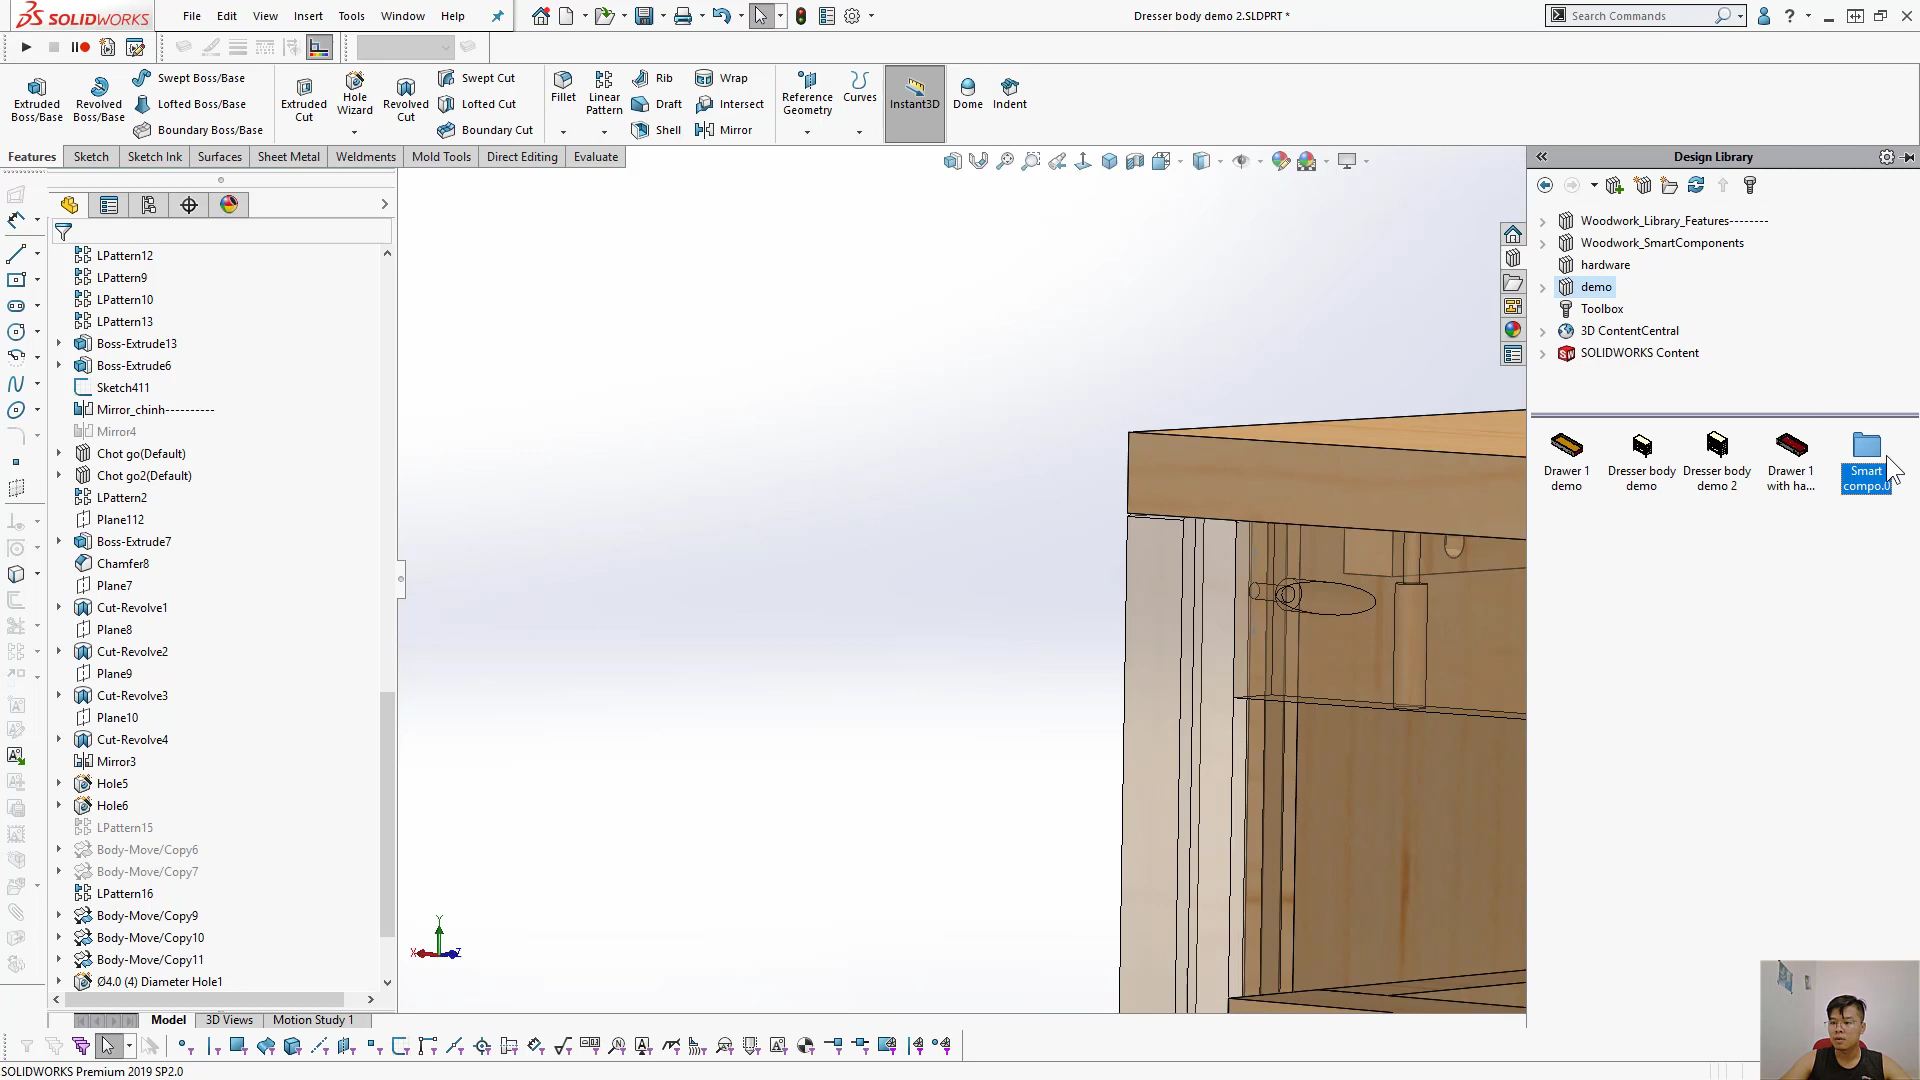 SOLIDWORKS
File Edit View Insert Tools Window Help
Dresser body demo 2.SLDPRT *
Search Commands
Extruded Boss/Base
Revolved Boss/Base
Swept Boss/Base
Lofted Boss/Base
Boundary Boss/Base
Extruded Cut
Hole Wizard
Revolved Cut
Swept Cut
Lofted Cut
Boundary Cut
Fillet
Linear Pattern
Rib
Draft
Shell
Wrap
Intersect
Mirror
Reference Geometry
Curves
Instant3D
Dome
Indent
Features Sketch Sketch Ink Surfaces Sheet Metal Weldments Mold Tools Direct Editing Evaluate
LPattern12
LPattern9
LPattern10
LPattern13
Boss-Extrude13
Boss-Extrude6
Sketch411
Mirror_chinh----------
Mirror4
Chot go(Default)
Chot go2(Default)
LPattern2
Plane112
Boss-Extrude7
Chamfer8
Plane7
Cut-Revolve1
Plane8
Cut-Revolve2
Plane9
Cut-Revolve3
Plane10
Cut-Revolve4
Mirror3
Hole5
Hole6
LPattern15
Body-Move/Copy6
Body-Move/Copy7
LPattern16
Body-Move/Copy9
Body-Move/Copy10
Body-Move/Copy11
Ø4.0 (4) Diameter Hole1
Y
X Z
Design Library
Woodwork_Library_Features--------
Woodwork_SmartComponents
hardware
demo
Toolbox
3D ContentCentral
SOLIDWORKS Content
Drawer 1 demo
Dresser body demo
Dresser body demo 2
Drawer 1 with ha...
Smart
Model 3D Views Motion Study 1
SOLIDWORKS Premium 2019 SP2.0